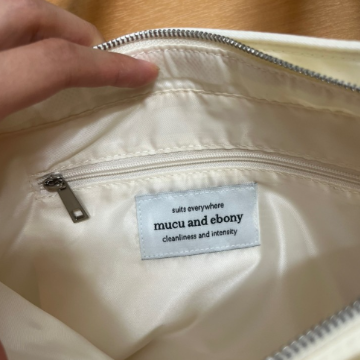 suits everywhere
mucu and ebony
cleanliness and intensity